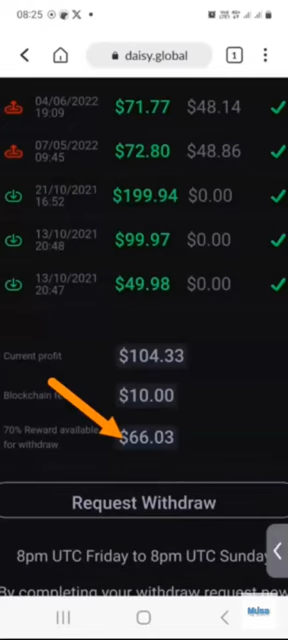 08:25
daisy.global
1
04/06/2022
19:09
$71.77 $48.14
07/05/2022
09:45
$72.80 $48.86
21/10/2021
16:52
$199.94 $0.00
13/10/2021
20:48
$99.97 $0.00
13/10/2021
20:47
$49.98 $0.00
Current profit $104.33
Blockchain $10.00
70% Reward available
for withdraw
$66.03
Request Withdraw
8pm UTC Friday to 8pm UTC Sunday
By completing your withdraw request now